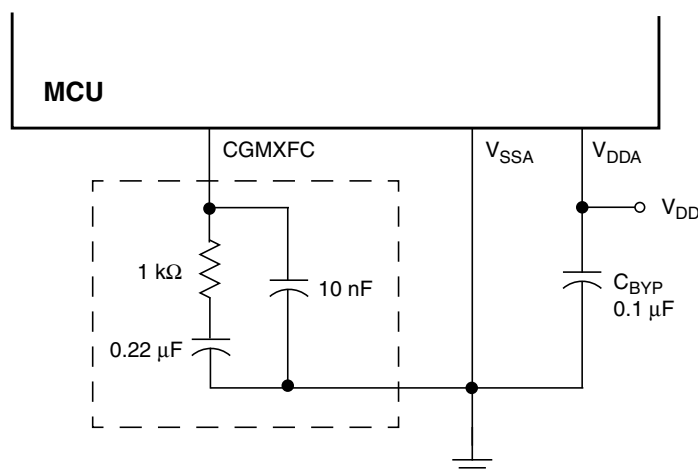 MCU
CGMXFC
V_SSA
V_DDA
V_DD
1 kΩ
10 nF
C_BYP
0.1 μF
0.22 μF